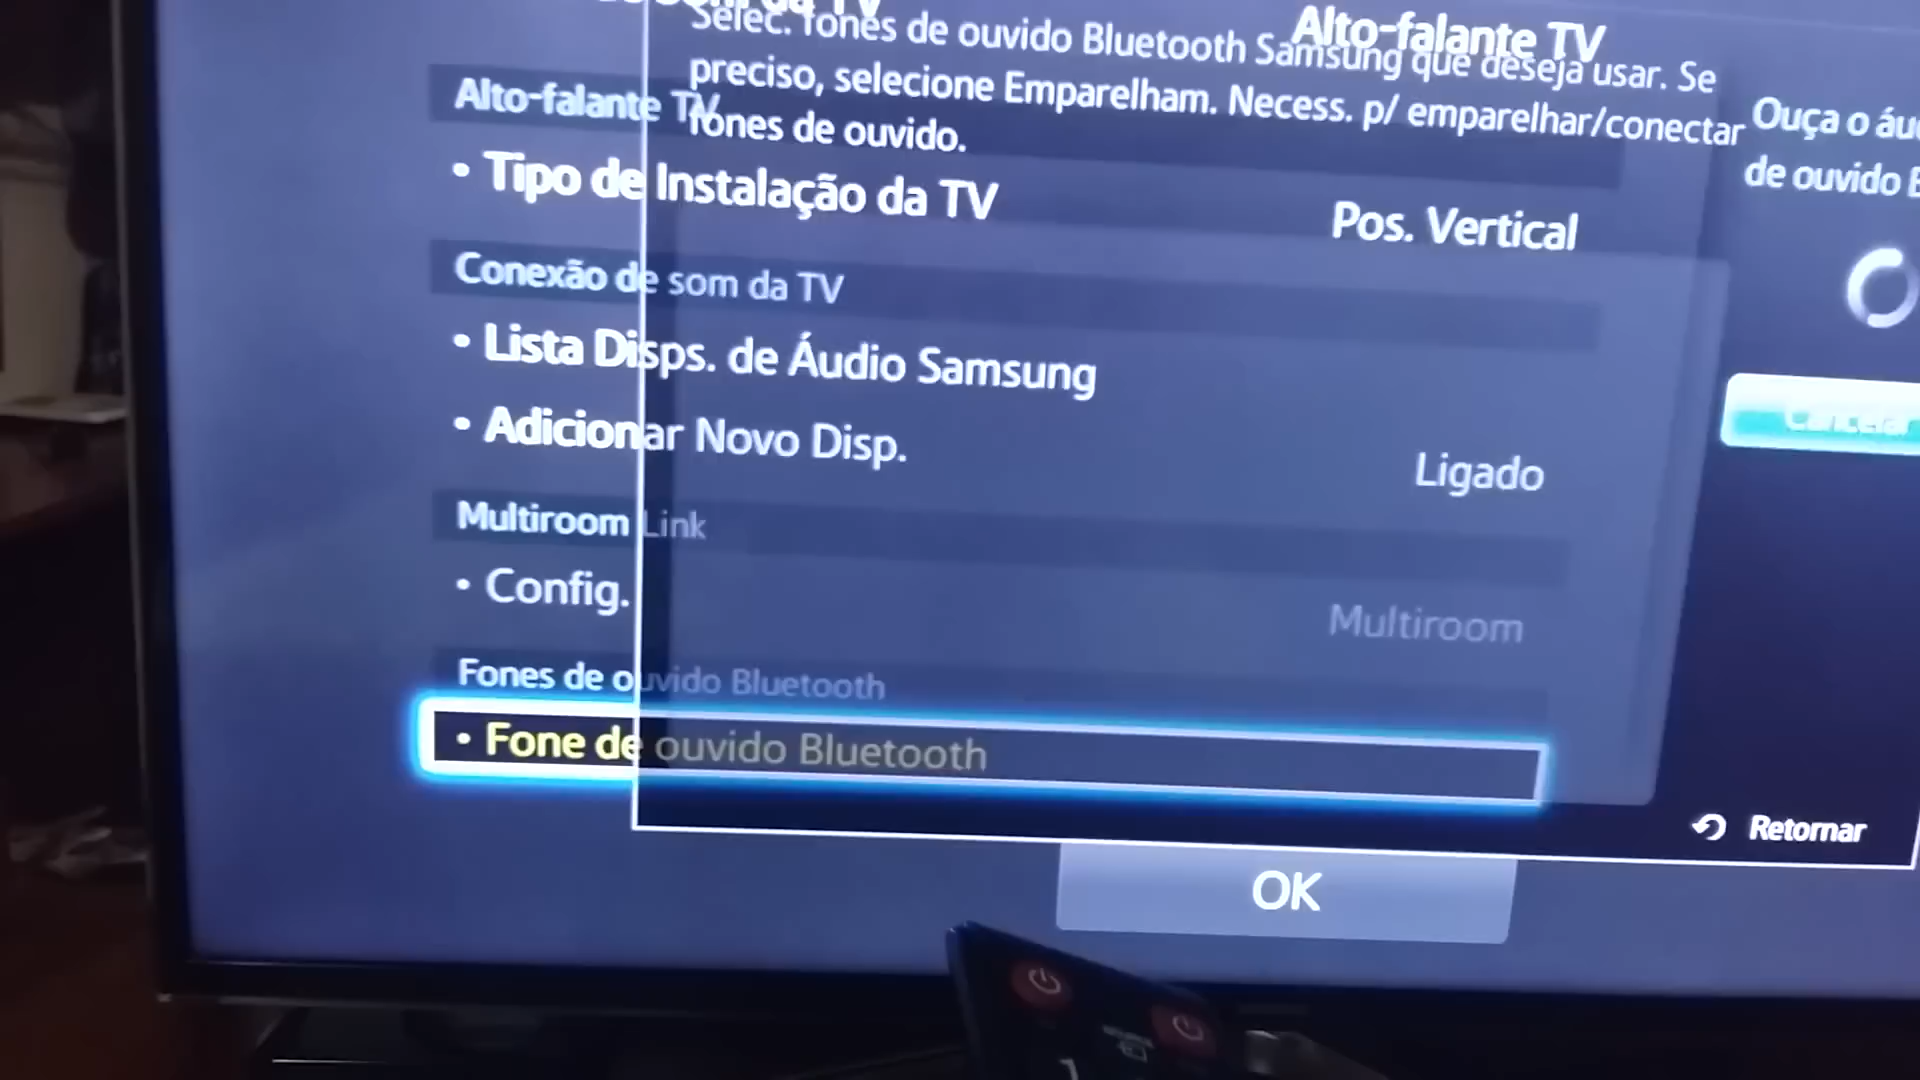 Alto-falante TV
Selec. fones de ouvido Bluetooth Samsung que deseja usar. Se
preciso, selecione Emparelham. Necess. p/ emparelhar/conectar
fones de ouvido.
Ouça o
de ouvido
Alto-falante TV
• Tipo de Instalação da TV
Pos. Vertical
Conexão de som da TV
• Lista Disps. de Áudio Samsung
Cancelar
• Adicionar Novo Disp.
Ligado
Multiroom Link
• Config.
Multiroom
Fones de ouvido Bluetooth
• Fone de ouvido Bluetooth
Retornar
OK